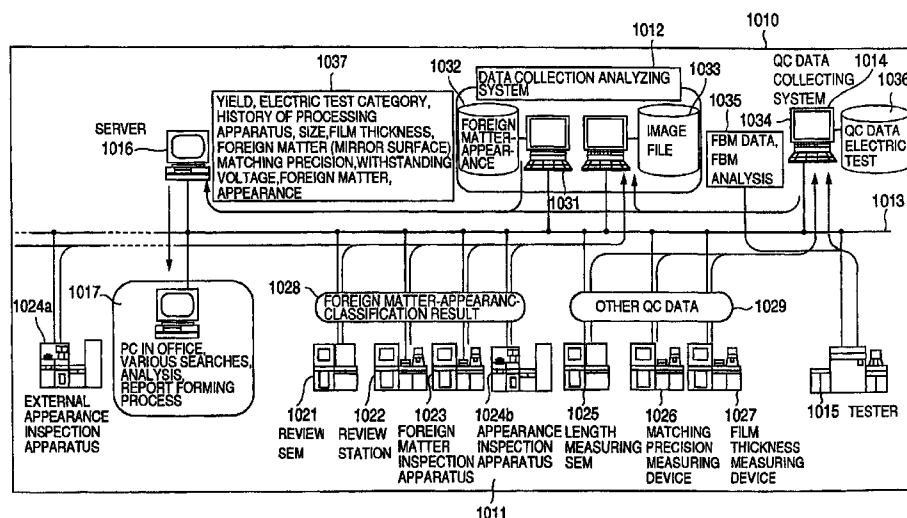 1010
1012
1037
1032
1033
DATA COLLECTION ANALYZING
SYSTEM
QC DATA
COLLECTING
SYSTEM
1014
1036
1034
1035
SERVER
1016
YIELD, ELECTRIC TEST CATEGORY,
HISTORY OF PROCESSING
APPARATUS, SIZE,FILM THICKNESS,
FOREIGN MATTER (MIRROR SURFACE)
MATCHING PRECISION,WITHSTANDING
VOLTAGE,FOREIGN MATTER,
APPEARANCE
FOREIGN
MATTER-
APPEAR-
ANCE
1031
IMAGE
FILE
FBM DATA,
FBM
ANALYSIS
QC DATA
ELECTRIC
TEST
1013
1024a
1017
PC IN OFFICE,
VARIOUS SEARCHES,
ANALYSIS,
REPORT FORMING
PROCESS
1028
FOREIGN MATTER-APPEARANC-
CLASSIFICATION RESULT
OTHER QC DATA
1029
EXTERNAL
APPEARANCE
INSPECTION
APPARATUS
1021
REVIEW
SEM
1022
REVIEW
STATION
1023
FOREIGN
MATTER
INSPECTION
APPARATUS
1024b
APPEARANCE
INSPECTION
APPARATUS
1025
LENGTH
MEASURING
SEM
1026
MATCHING
PRECISION
MEASURING
DEVICE
1027
FILM
THICKNESS
MEASURING
DEVICE
1015 TESTER
1011